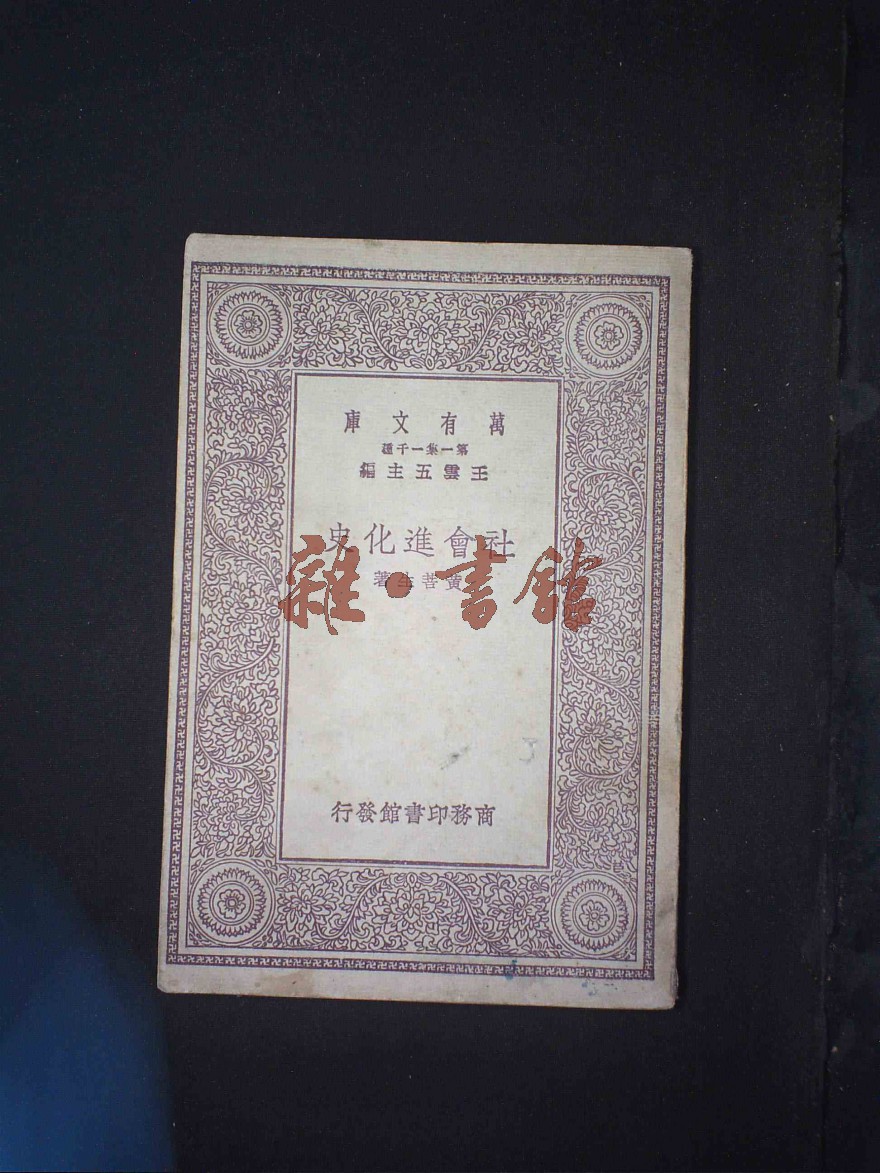 萬有文庫
第一集一千種
王雲五主編
社會進化史
黃菩生著
雜·書館
商務印書館發行